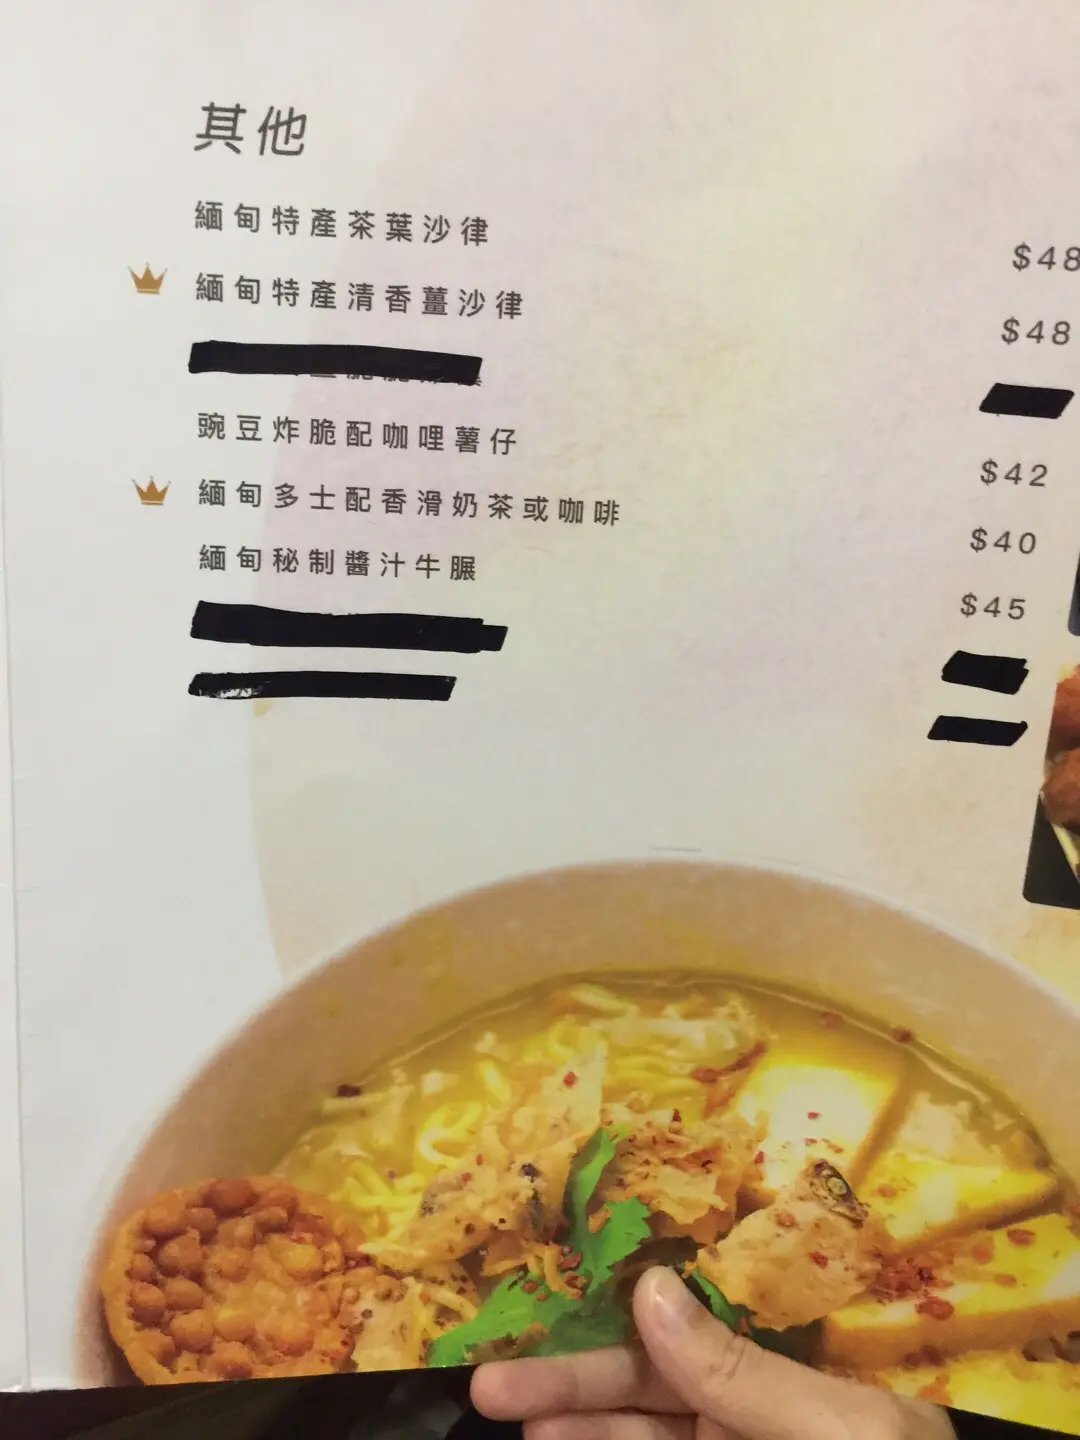 其他
緬甸特產茶葉沙律 $48
緬甸特產清香薑沙律 $48
豌豆炸脆配咖哩薯仔 $42
緬甸多士配香滑奶茶或咖啡 $40
緬甸秘制醬汁牛𦟌 $45